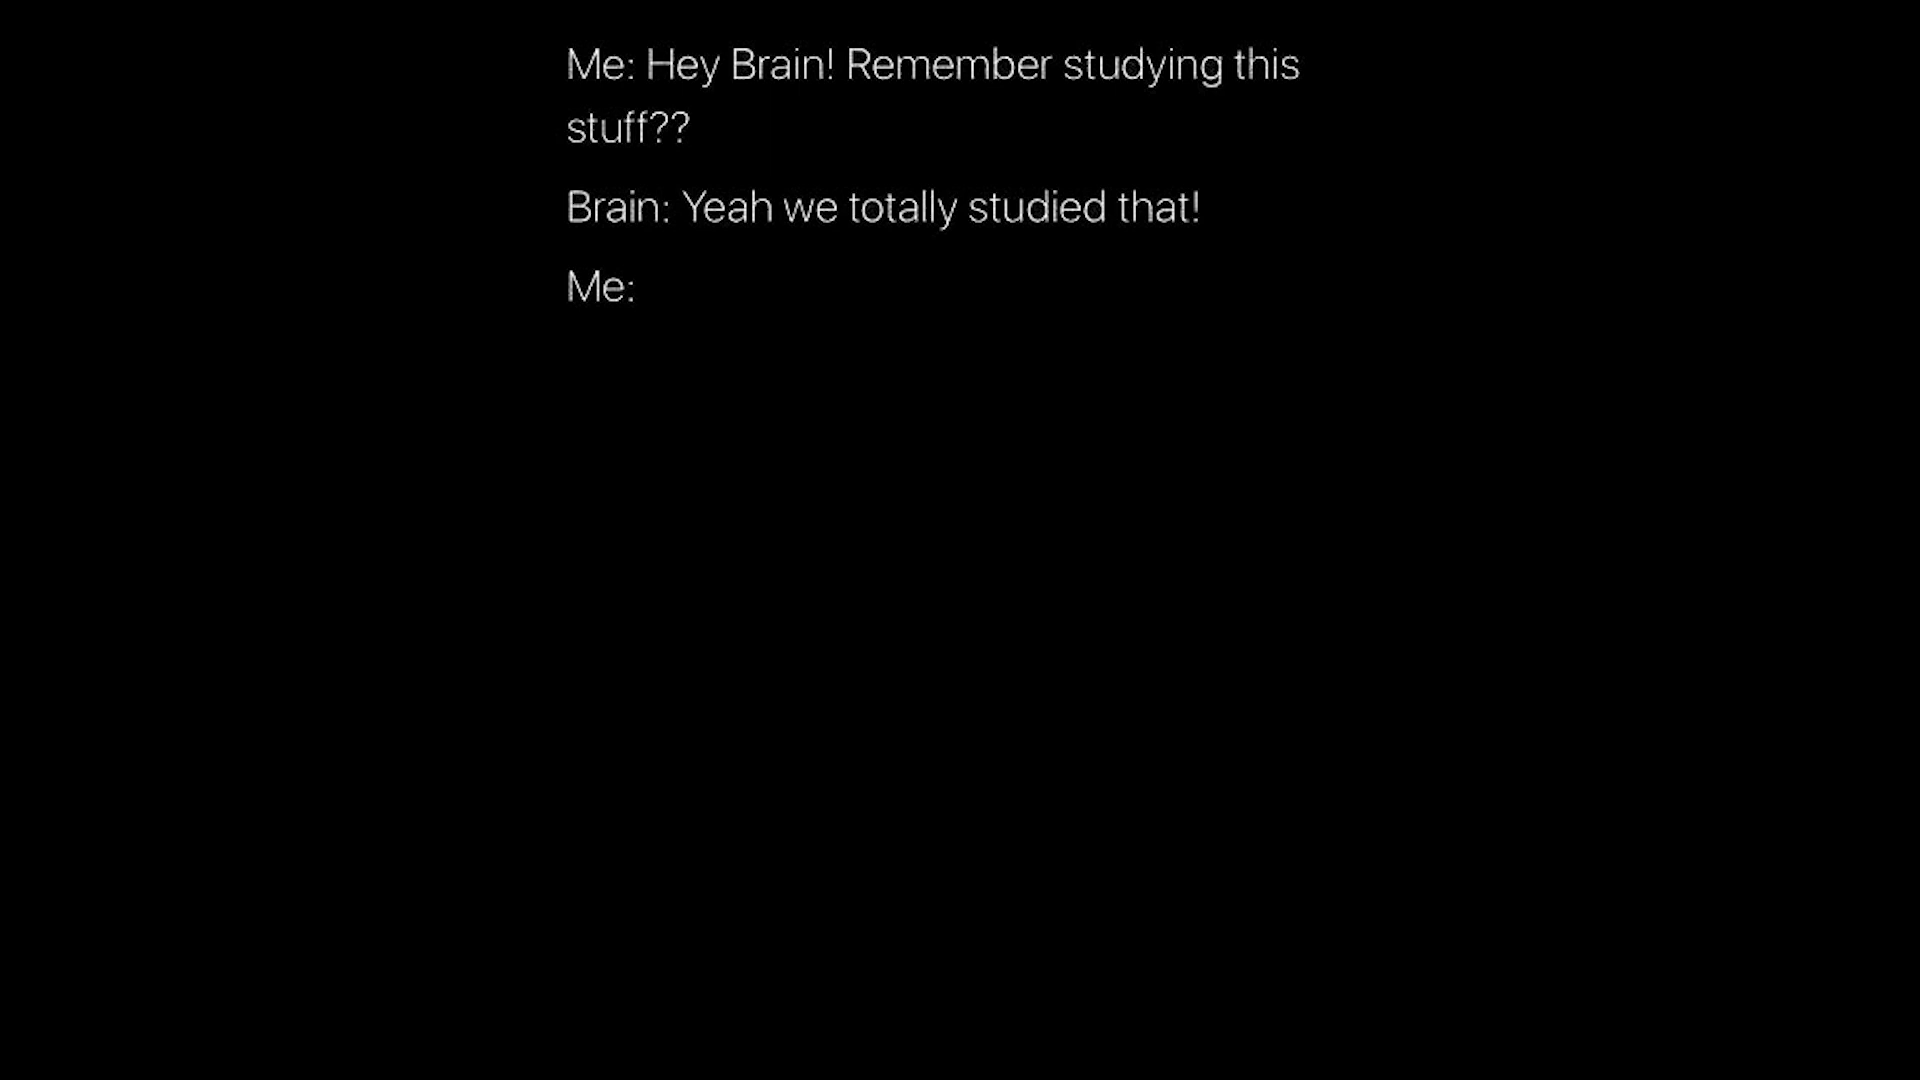 Me: Hey Brain! Remember studying this
stuff??
Brain: Yeah we totally studied that!
Me: